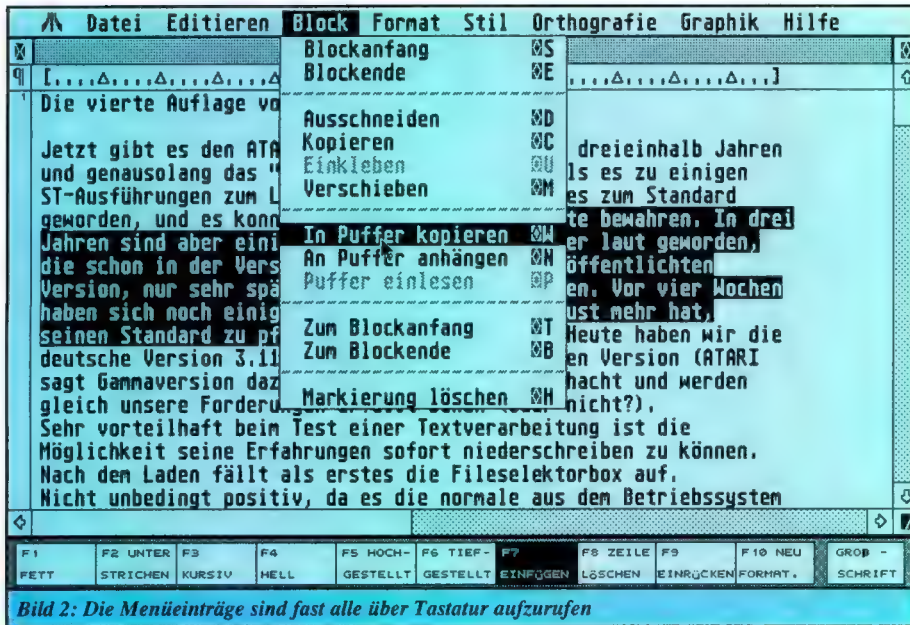 Datei Editieren Block Format Stil Orthografie Graphik Hilfe
Blockanfang S
Blockende E
Ausschneiden D
Kopieren C
Einkleben U
Verschieben M
In Puffer kopieren W
An Puffer anhängen N
Puffer einlesen P
Zum Blockanfang T
Zum Blockende B
Markierung löschen H
Die vierte Auflage vo
Jetzt gibt es den ATA dreieinhalb Jahren
und genausolang das " ls es zu einigen
ST-Ausführungen zum L es zum Standard
geworden, und es konn te bewahren. In drei
Jahren sind aber eini er laut geworden,
die schon in der Vers öffentlichten
Version, nur sehr spä en. Vor vier Wochen
haben sich noch einig ust mehr hat,
seinen Standard zu pf Heute haben wir die
deutsche Version 3.11 en Version (ATARI
sagt Gammaversion daz hacht und werden
gleich unsere Forderu nicht?).
Sehr vorteilhaft beim Test einer Textverarbeitung ist die
Möglichkeit seine Erfahrungen sofort niederschreiben zu können.
Nach dem Laden fällt als erstes die Fileselektorbox auf.
Nicht unbedingt positiv, da es die normale aus dem Betriebssystem
F1 FETT
F2 UNTER STRICHEN
F3 KURSIV
F4 HELL
F5 HOCH- GESTELLT
F6 TIEF- GESTELLT
F7 EINFÜGEN
F8 ZEILE LÖSCHEN
F9 EINRÜCKEN
F10 NEU FORMAT.
GROß - SCHRIFT
Bild 2: Die Menüeinträge sind fast alle über Tastatur aufzurufen